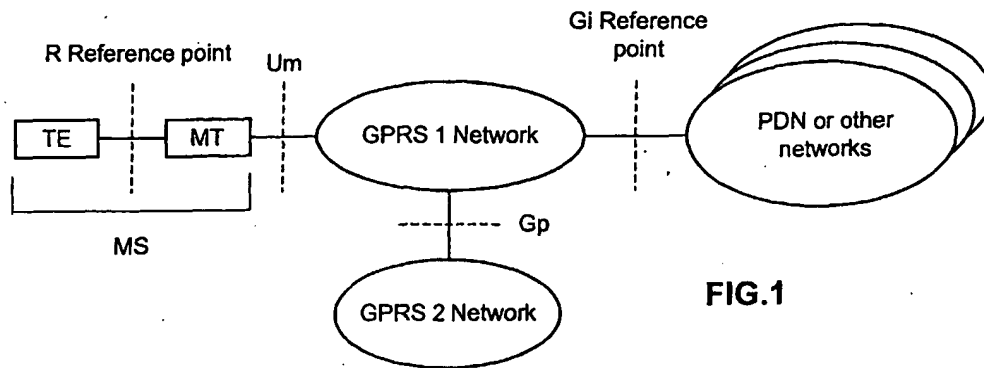 Gi Reference
point
R Reference point
Um
TE
MT
GPRS 1 Network
PDN or other
networks
MS
Gp
GPRS 2 Network
FIG.1